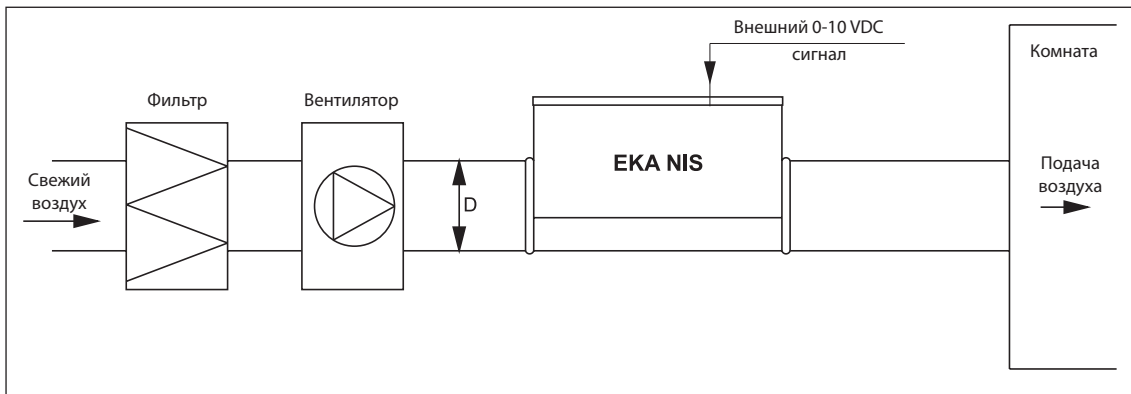 Внешний 0-10 VDC
сигнал
Комната
Фильтр
Вентилятор
EKA NIS
Свежий
воздух
D
Подача
воздуха